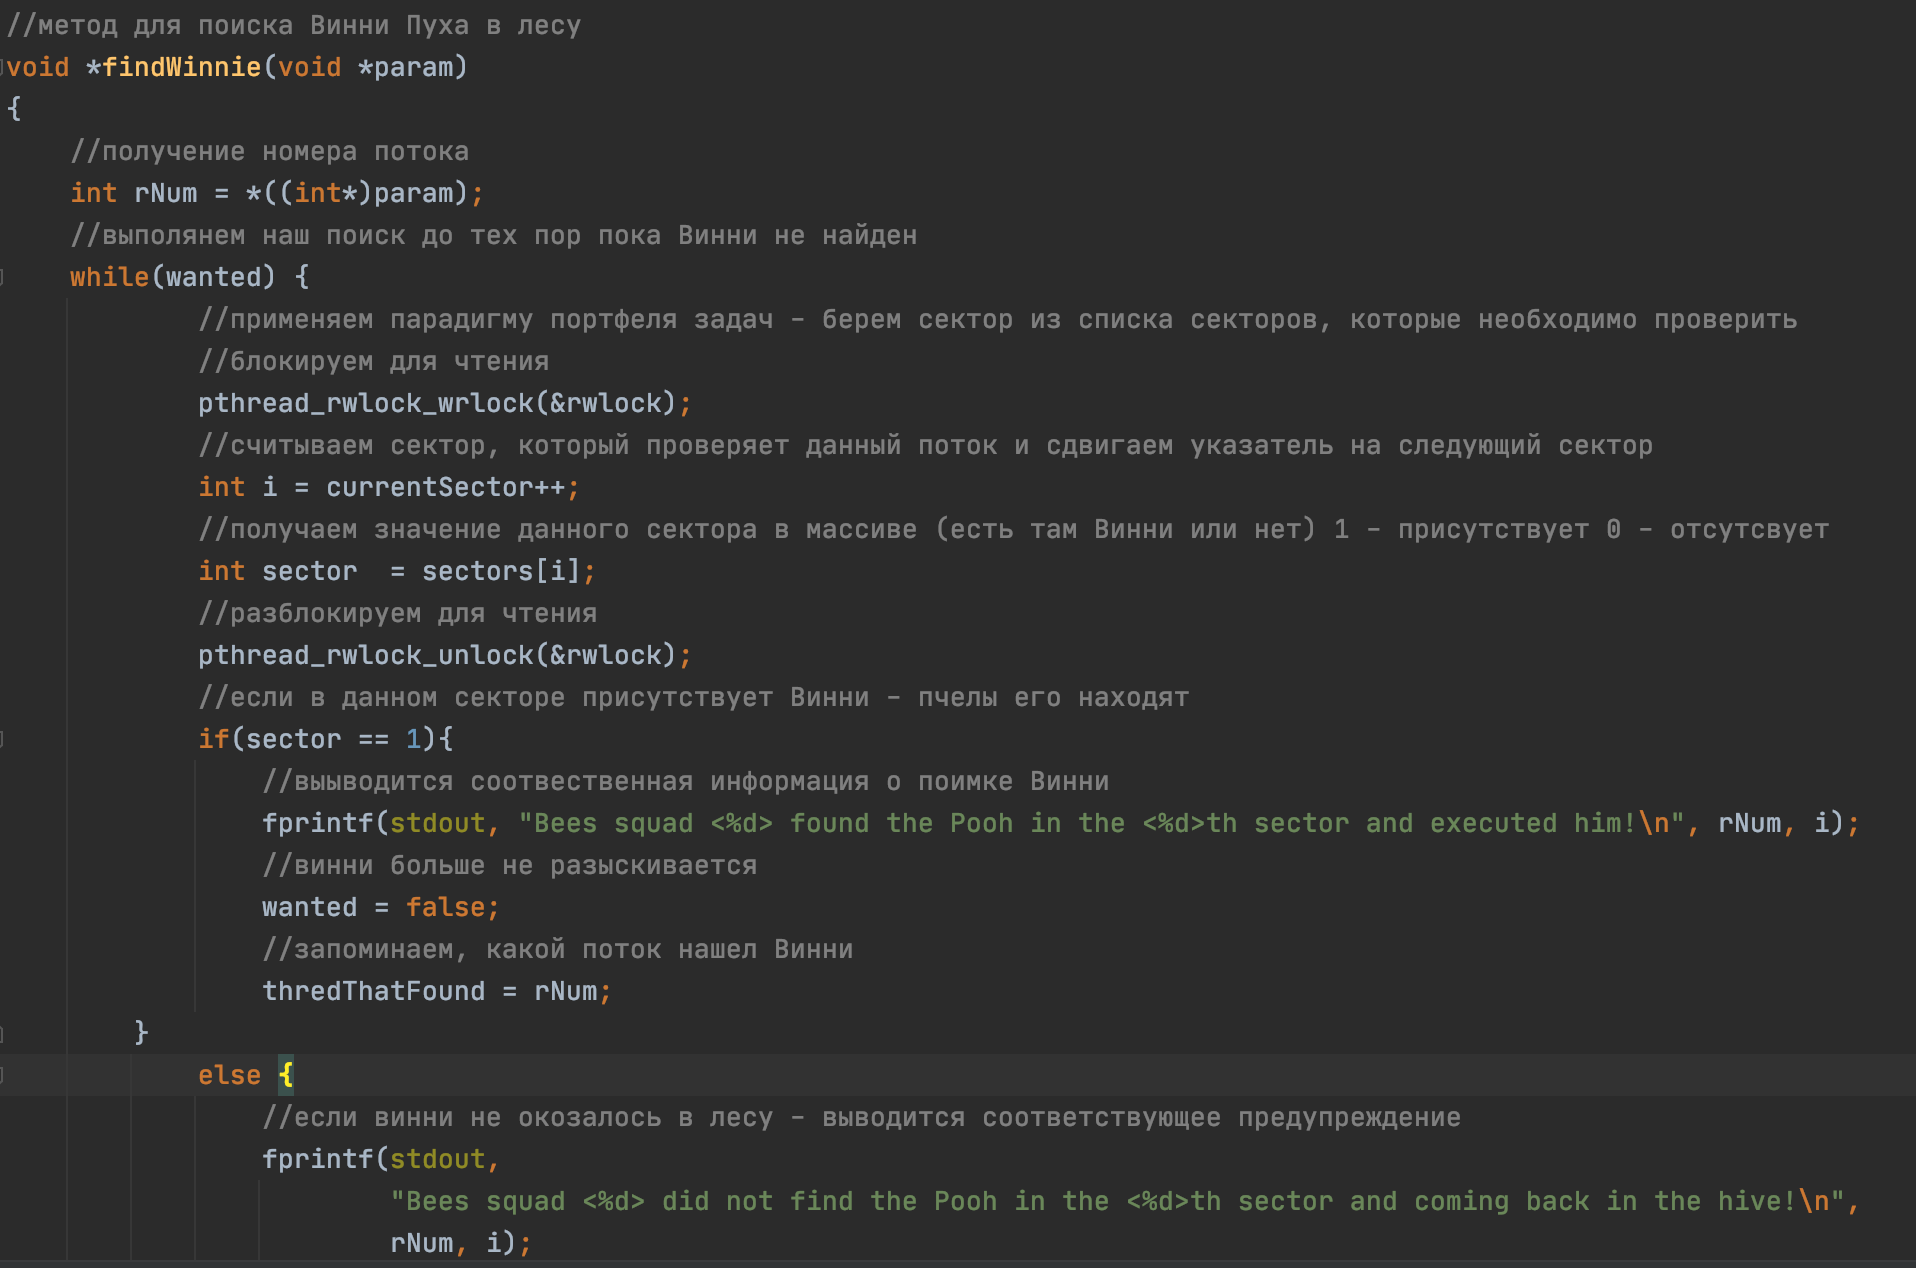 //метод для поиска Винни Пуха в лесу
void *findWinnie(void *param)
{
    //получение номера потока
    int rNum = *((int*)param);
    //выполянем наш поиск до тех пор пока Винни не найден
    while(wanted) {
            //применяем парадигму портфеля задач - берем сектор из списка секторов, которые необходимо проверить
            //блокируем для чтения
            pthread_rwlock_wrlock(&rwlock);
            //считываем сектор, который проверяет данный поток и сдвигаем указатель на следующий сектор
            int i = currentSector++;
            //получаем значение данного сектора в массиве (есть там Винни или нет) 1 - присутствует 0 - отсутсвует
            int sector  = sectors[i];
            //разблокируем для чтения
            pthread_rwlock_unlock(&rwlock);
            //если в данном секторе присутствует Винни - пчелы его находят
            if(sector == 1){
                //выыводится соотвественная информация о поимке Винни
                fprintf(stdout, "Bees squad <%d> found the Pooh in the <%d>th sector and executed him!\n", rNum, i);
                //винни больше не разыскивается
                wanted = false;
                //запоминаем, какой поток нашел Винни
                thredThatFound = rNum;
        }
            else {
                //если винни не окозалось в лесу - выводится соответствующее предупреждение
                fprintf(stdout,
                        "Bees squad <%d> did not find the Pooh in the <%d>th sector and coming back in the hive!\n",
                        rNum, i);